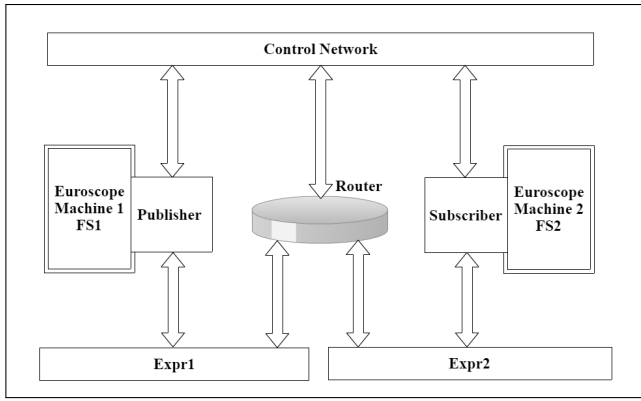 Control Network
Euroscope
Machine 1
FS1
Publisher
Router
Subscriber
Euroscope
Machine 2
FS2
Expr1
Expr2